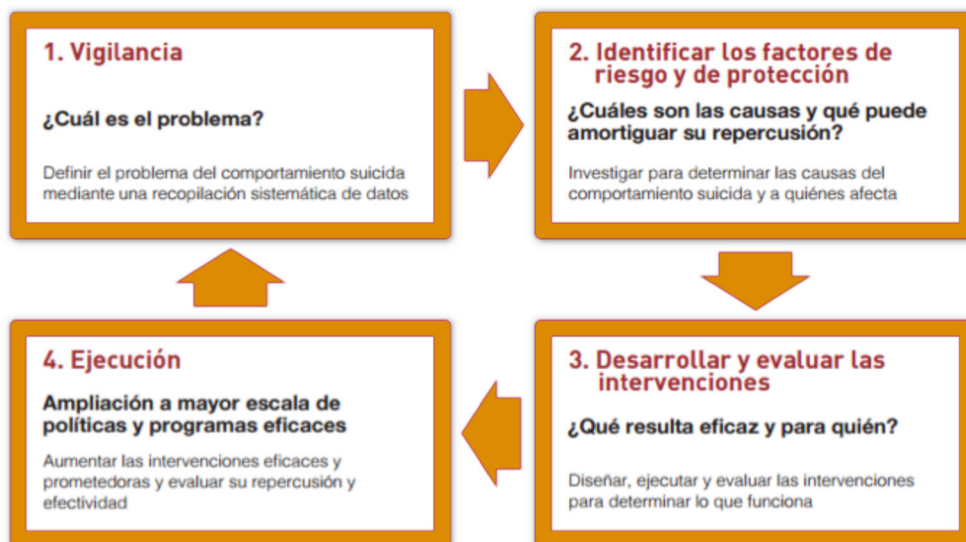 1. Vigilancia
¿Cuál es el problema?
Definir el problema del comportamiento suicida
mediante una recopilación sistemática de datos
2. Identificar los factores de
riesgo y de protección
¿Cuáles son las causas y qué puede
amortiguar su repercusión?
Investigar para determinar las causas del
comportamiento suicida y a quiénes afecta
3. Desarrollar y evaluar las
intervenciones
¿Qué resulta eficaz y para quién?
Diseñar, ejecutar y evaluar las intervenciones
para determinar lo que funciona
4. Ejecución
Ampliación a mayor escala de
políticas y programas eficaces
Aumentar las intervenciones eficaces y
prometedoras y evaluar su repercusión y
efectividad